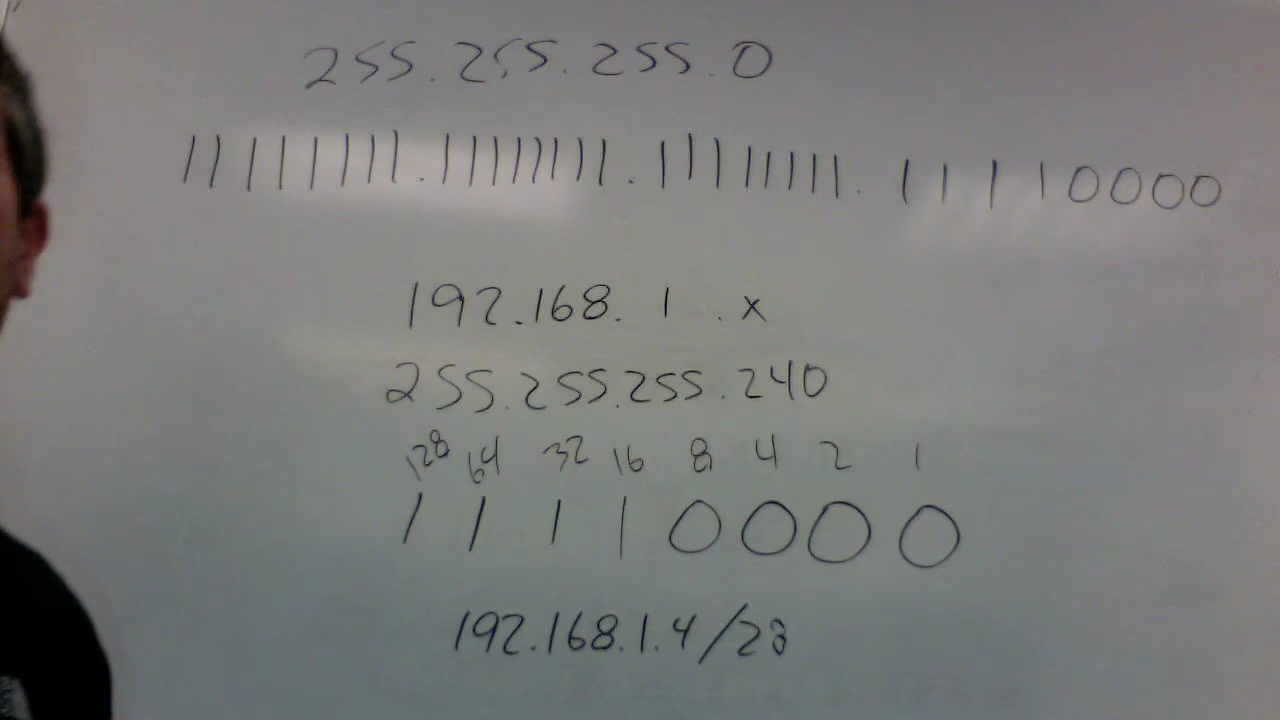 255.255.255.0
11111111.11111111.11111111.11110000
192.168.1.x
255.255.255.240
128 64 32 16 8 4 2 1
1 1 1 1 0 0 0 0
192.168.1.4/28